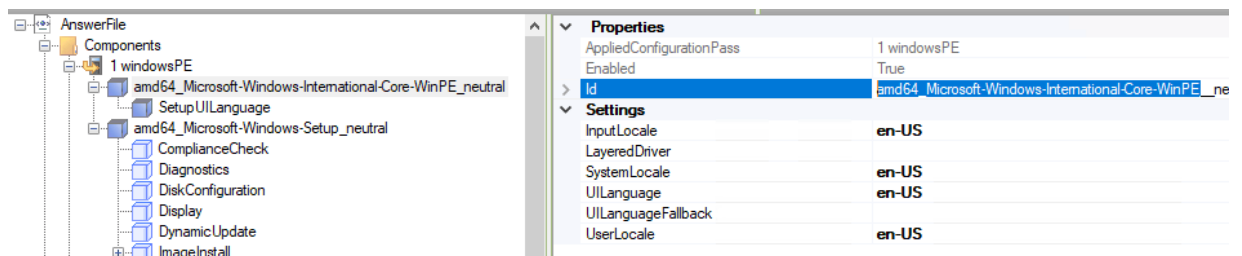 AnswerFile
Components
1 windowsPE
amd64_Microsoft-Windows-International-Core-WinPE_neutral
SetupUILanguage
amd64_Microsoft-Windows-Setup_neutral
ComplianceCheck
Diagnostics
DiskConfiguration
Display
DynamicUpdate
ImageInstall
Properties
AppliedConfigurationPass 1 windowsPE
Enabled True
Id amd64_Microsoft-Windows-International-Core-WinPE__ne
Settings
InputLocale en-US
LayeredDriver
SystemLocale en-US
UILanguage en-US
UILanguageFallback
UserLocale en-US